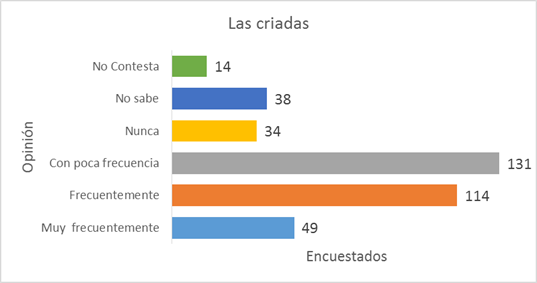 Las criadas
No Contesta 14
No sabe 38
Nunca 34
Con poca frecuencia 131
Frecuentemente 114
Muy frecuentemente 49
Opinión
Encuestados